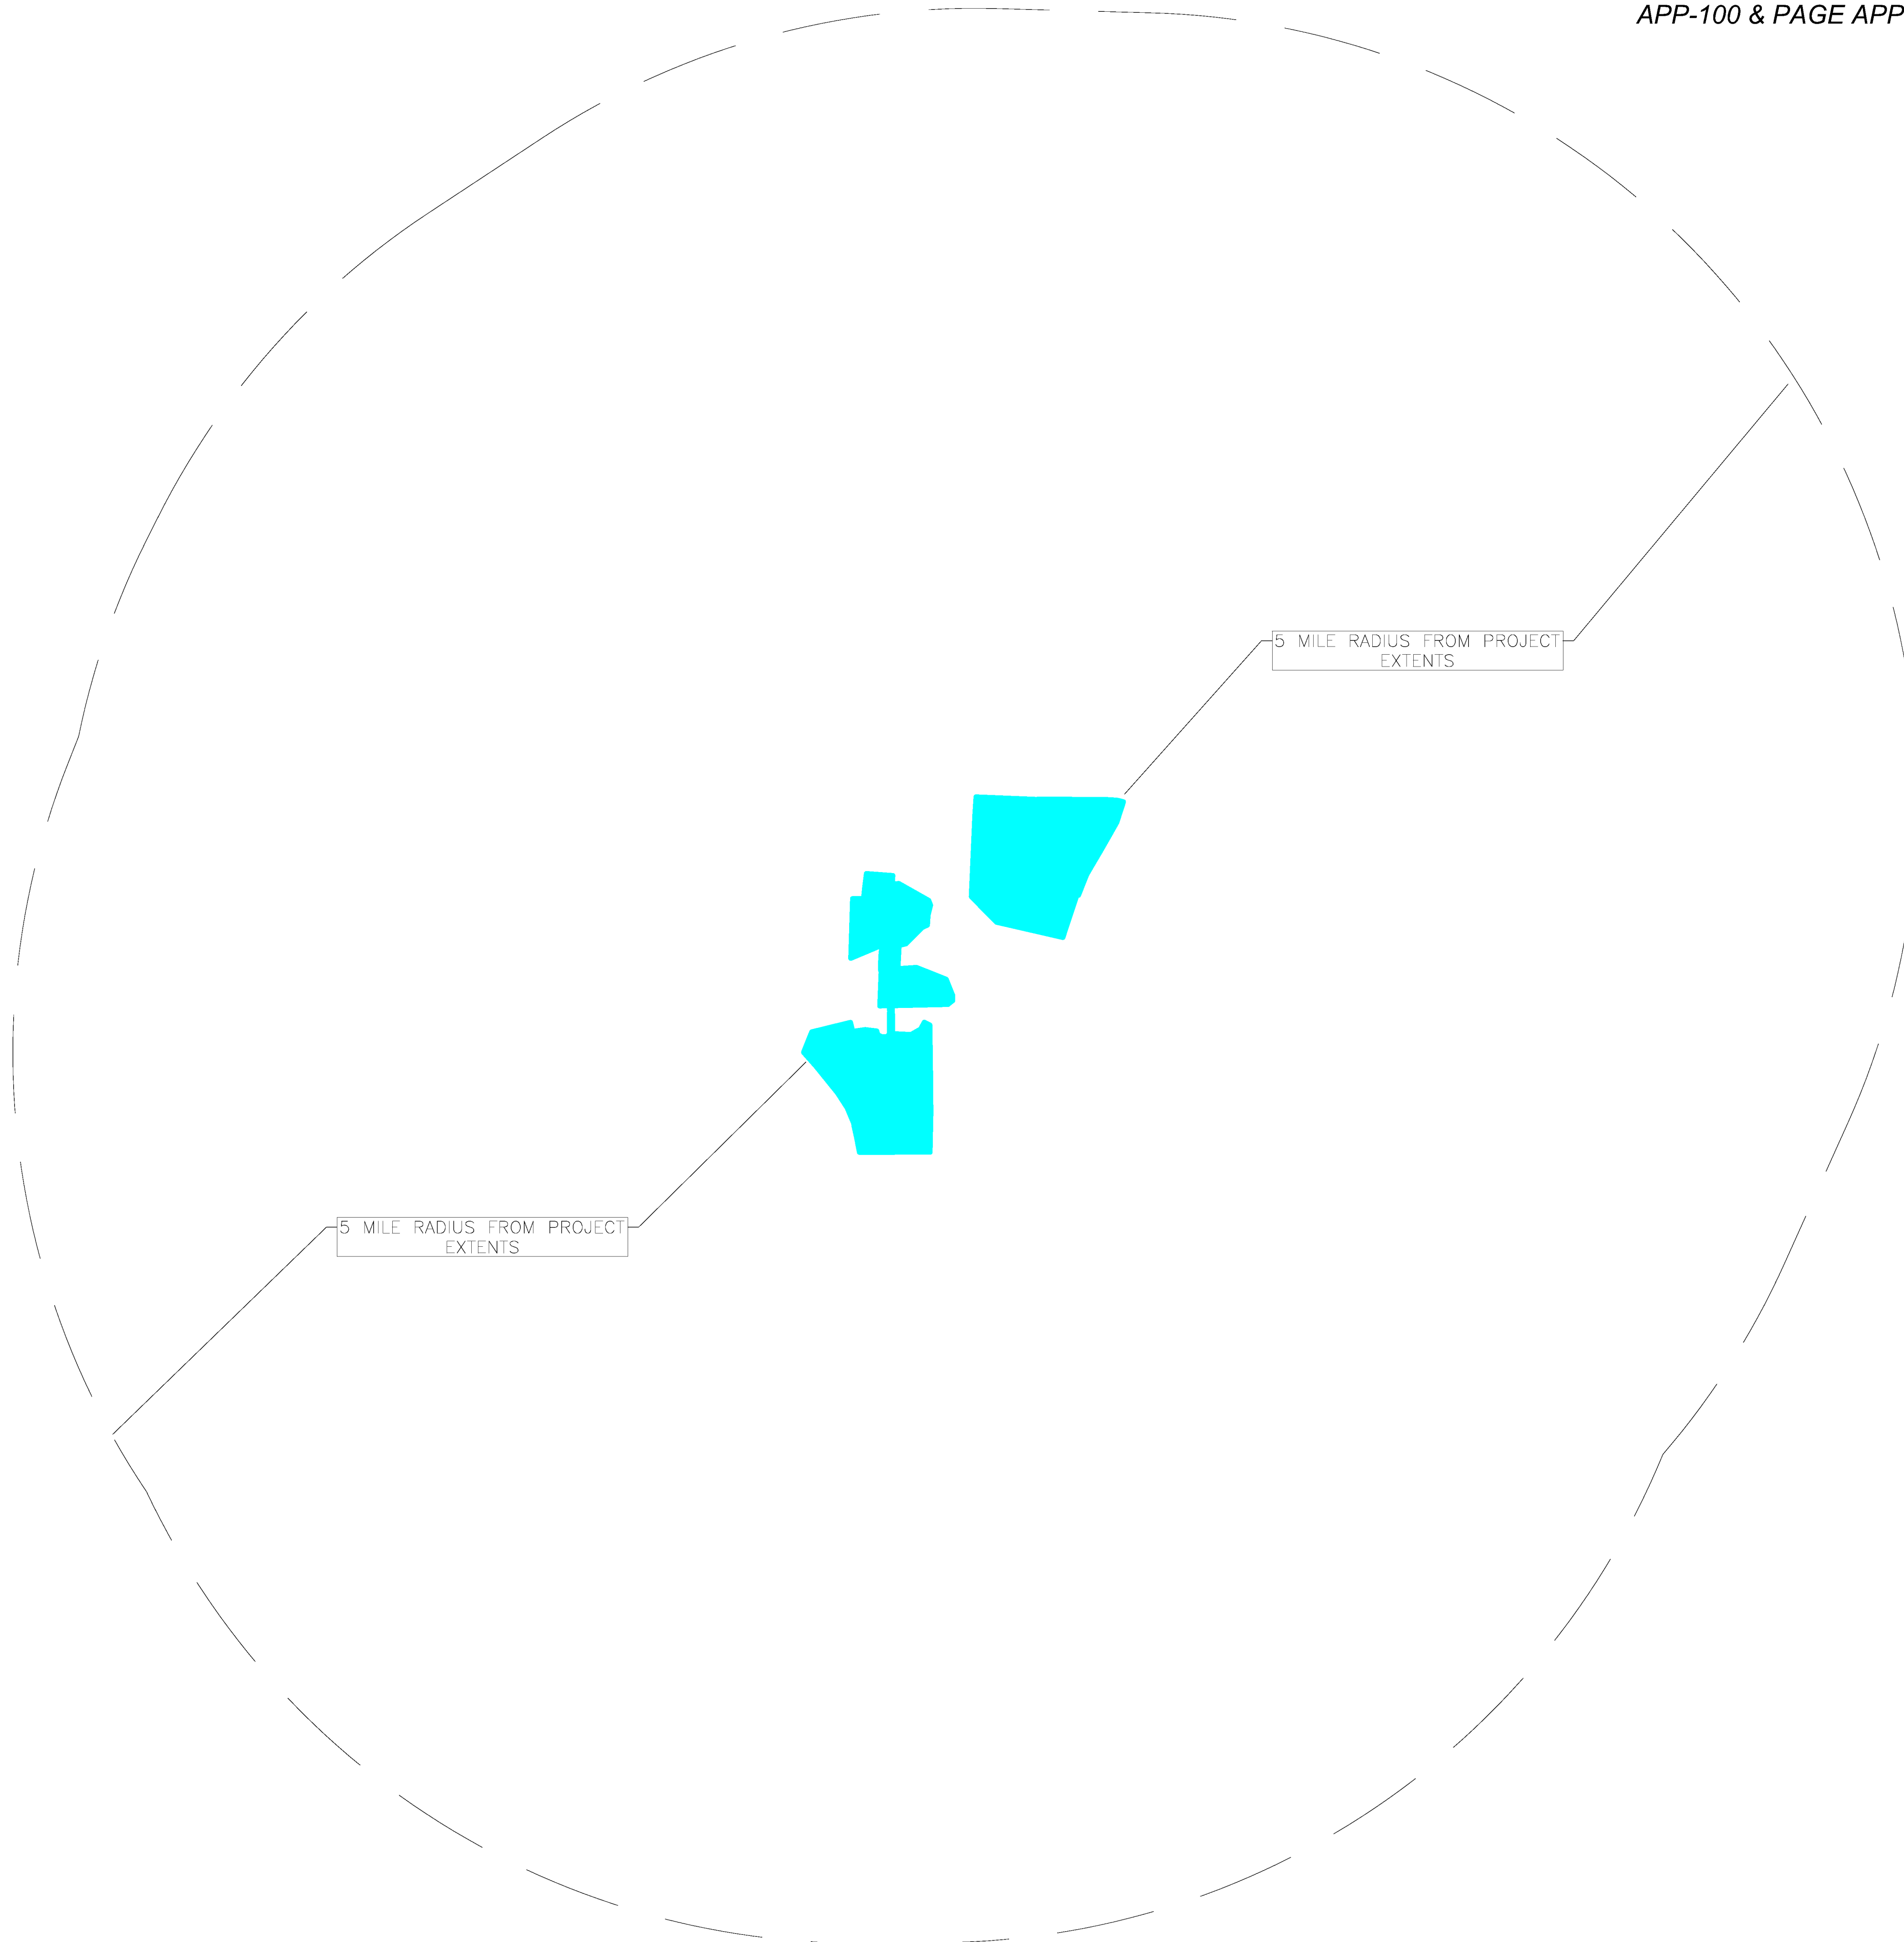 APP-100 & PAGE APP
5 MILE RADIUS FROM PROJECT
EXTENTS
5 MILE RADIUS FROM PROJECT
EXTENTS